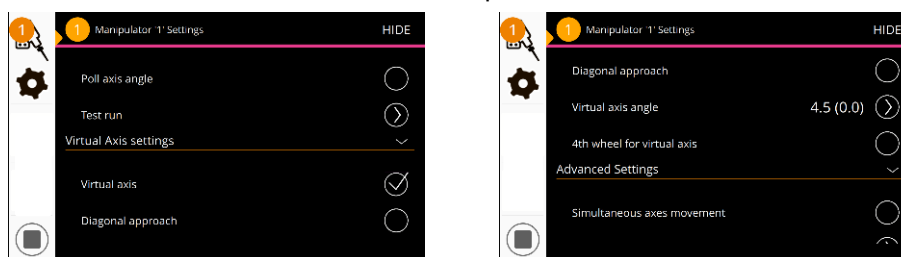 1
1 Manipulator '1' Settings HIDE
Poll axis angle
Test run
Virtual Axis settings
Virtual axis
Diagonal approach
1
1 Manipulator '1' Settings HIDE
Diagonal approach
Virtual axis angle 4.5 (0.0)
4th wheel for virtual axis
Advanced Settings
Simultaneous axes movement